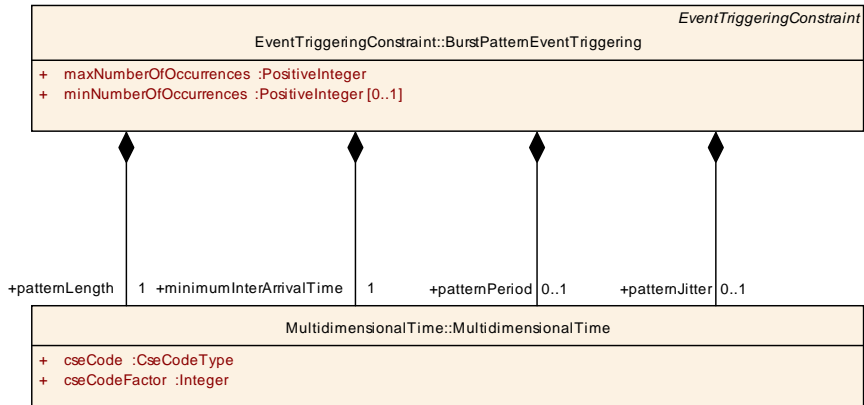 EventTriggeringConstraint
EventTriggeringConstraint::BurstPatternEventTriggering
+ maxNumberOfOccurrences :PositiveInteger
+ minNumberOfOccurrences :PositiveInteger [0..1]
+patternLength 1 +minimumInterArrivalTime 1 +patternPeriod 0..1 +patternJitter 0..1
MultidimensionalTime::MultidimensionalTime
+ cseCode :CseCodeType
+ cseCodeFactor :Integer